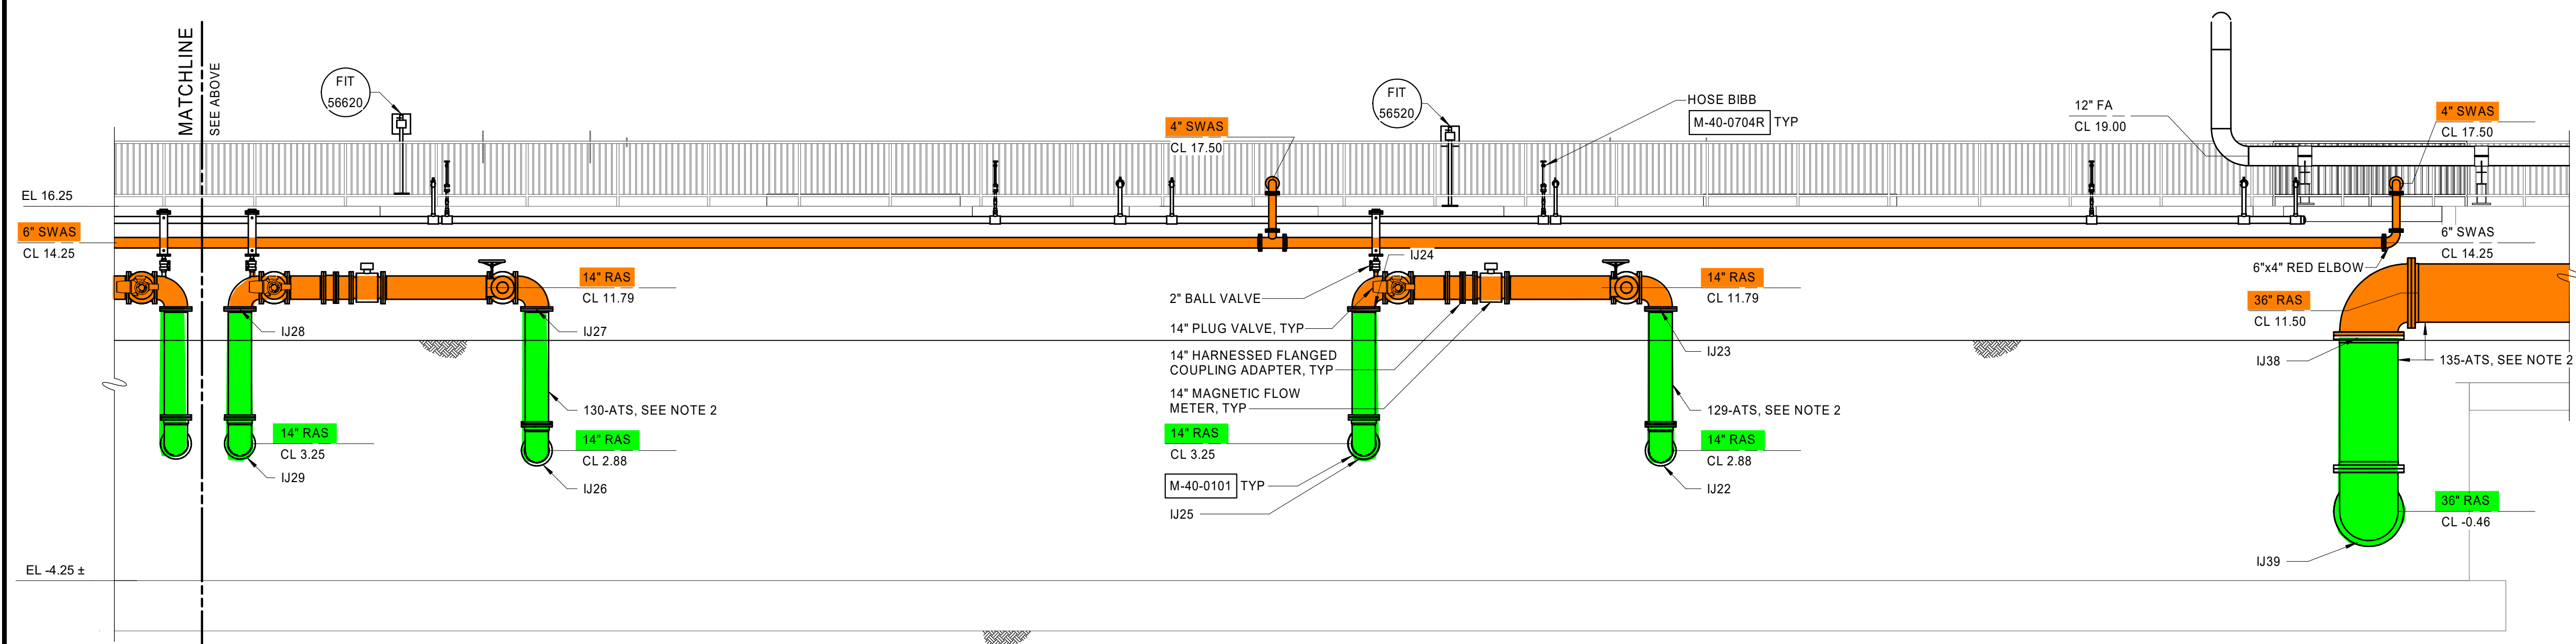 MATCHLINE
SEE ABOVE
FIT
56620
4" SWAS
CL 17.50
FIT
56520
HOSE BIBB
M-40-0704R TYP
12" FA
CL 19.00
4" SWAS
CL 17.50
EL 16.25
6" SWAS
CL 14.25
6" SWAS
CL 14.25
6"x4" RED ELBOW
14" RAS
CL 11.79
IJ28
IJ27
IJ24
2" BALL VALVE
14" PLUG VALVE, TYP
14" HARNESSED FLANGED
COUPLING ADAPTER, TYP
14" MAGNETIC FLOW
METER, TYP
14" RAS
CL 11.79
IJ23
36" RAS
CL 11.50
IJ38
135-ATS, SEE NOTE 2
130-ATS, SEE NOTE 2
129-ATS, SEE NOTE 2
14" RAS
CL 3.25
IJ29
14" RAS
CL 2.88
IJ26
14" RAS
CL 3.25
M-40-0101 TYP
IJ25
14" RAS
CL 2.88
IJ22
36" RAS
CL -0.46
IJ39
EL -4.25 ±